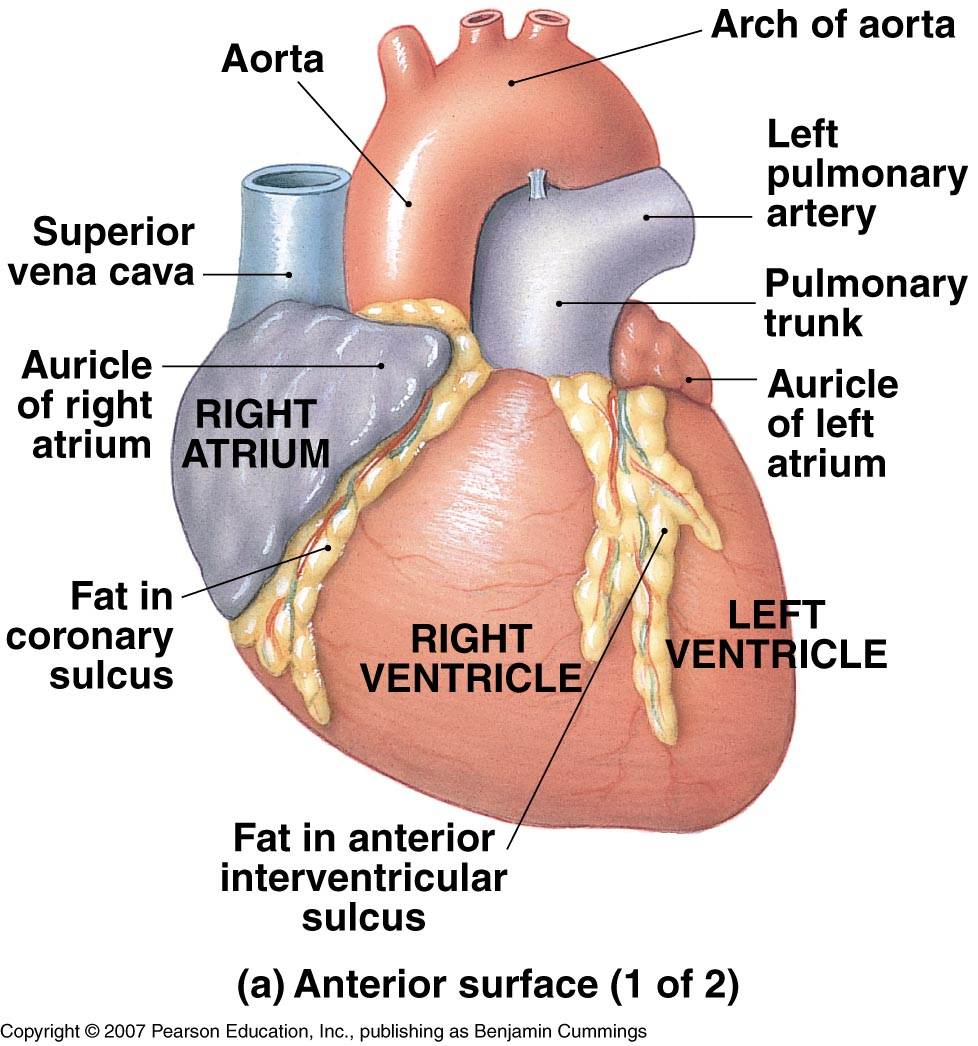 Arch of aorta
Aorta
Left
pulmonary
artery
Superior
vena cava
Pulmonary
trunk
Auricle
of right
atrium
RIGHT
ATRIUM
Auricle
of left
atrium
Fat in
coronary
sulcus
RIGHT
VENTRICLE
LEFT
VENTRICLE
Fat in anterior
interventricular
sulcus
(a) Anterior surface (1 of 2)
Copyright © 2007 Pearson Education, Inc., publishing as Benjamin Cummings